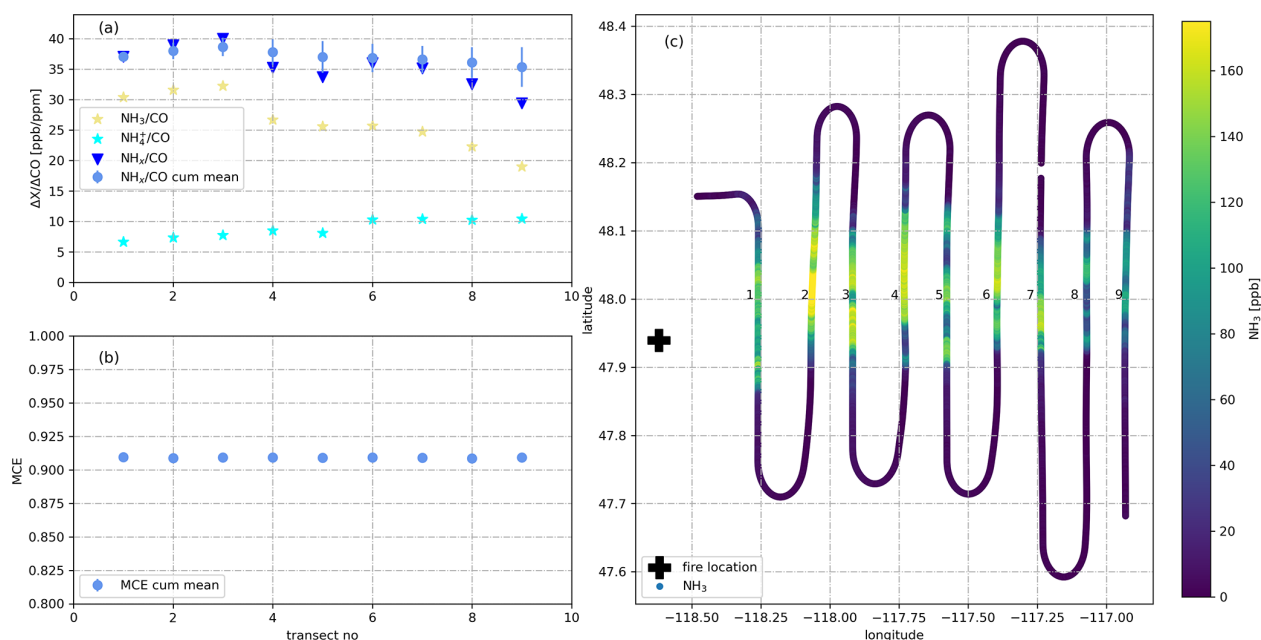 (a)
40
35
30
25
20
15
10
5
0
ΔX/ΔCO [ppb/ppm]
NH₃/CO
NH₄⁺/CO
NHₓ/CO
NHₓ/CO cum mean
0 2 4 6 8 10
(b)
1.000
0.975
0.950
0.925
0.900
0.875
0.850
0.825
0.800
MCE
MCE cum mean
0 2 4 6 8 10
transect no
(c)
48.4
48.3
48.2
48.1
48.0
47.9
47.8
47.7
47.6
latitude
1 2 3 4 5 6 7 8 9
fire location
NH₃
−118.50 −118.25 −118.00 −117.75 −117.50 −117.25 −117.00
longitude
160
140
120
100
80
60
40
20
0
NH₃ [ppb]